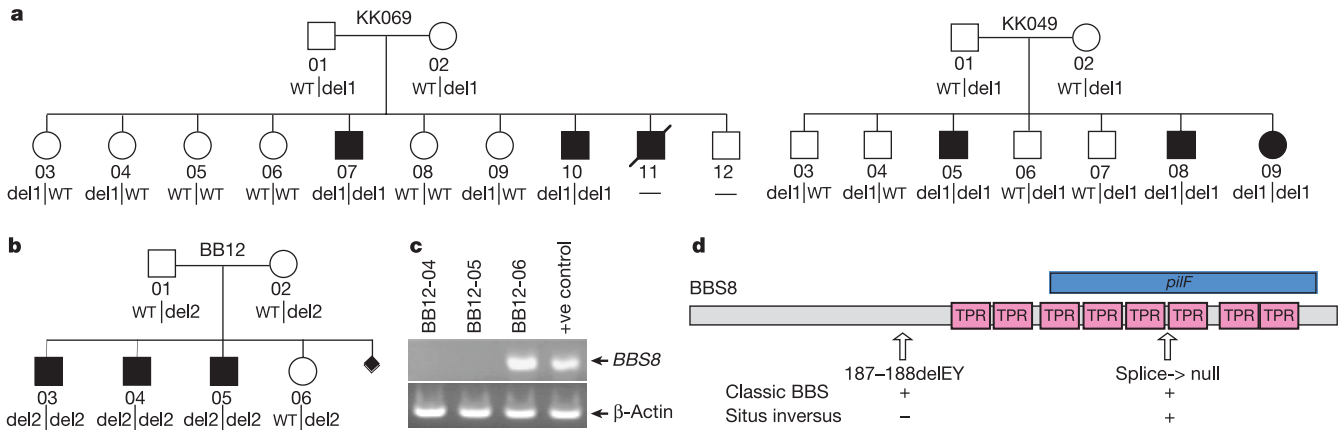 a
KK069
01 02
WT|del1 WT|del1
03 04 05 06 07 08 09 10 11 12
del1|WT del1|WT WT|WT WT|WT del1|del1 WT|WT del1|WT del1|del1 — —
KK049
01 02
WT|del1 WT|del1
03 04 05 06 07 08 09
del1|WT del1|WT del1|del1 WT|del1 WT|del1 del1|del1 del1|del1
b
BB12
01 02
WT|del2 WT|del2
03 04 05 06
del2|del2 del2|del2 del2|del2 WT|del2
c
BB12-04
BB12-05
BB12-06
+ve control
BBS8
β-Actin
d
BBS8
pilF
TPR TPR TPR TPR TPR TPR TPR TPR
187–188delEY Splice-> null
Classic BBS + +
Situs inversus – +